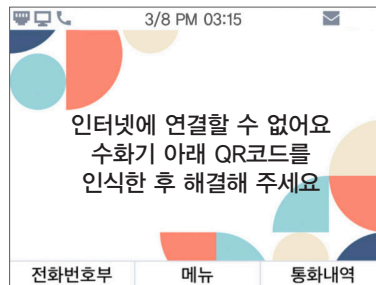 3/8 PM 03:15
인터넷에 연결할 수 없어요
수화기 아래 QR코드를
인식한 후 해결해 주세요
전화번호부 메뉴 통화내역